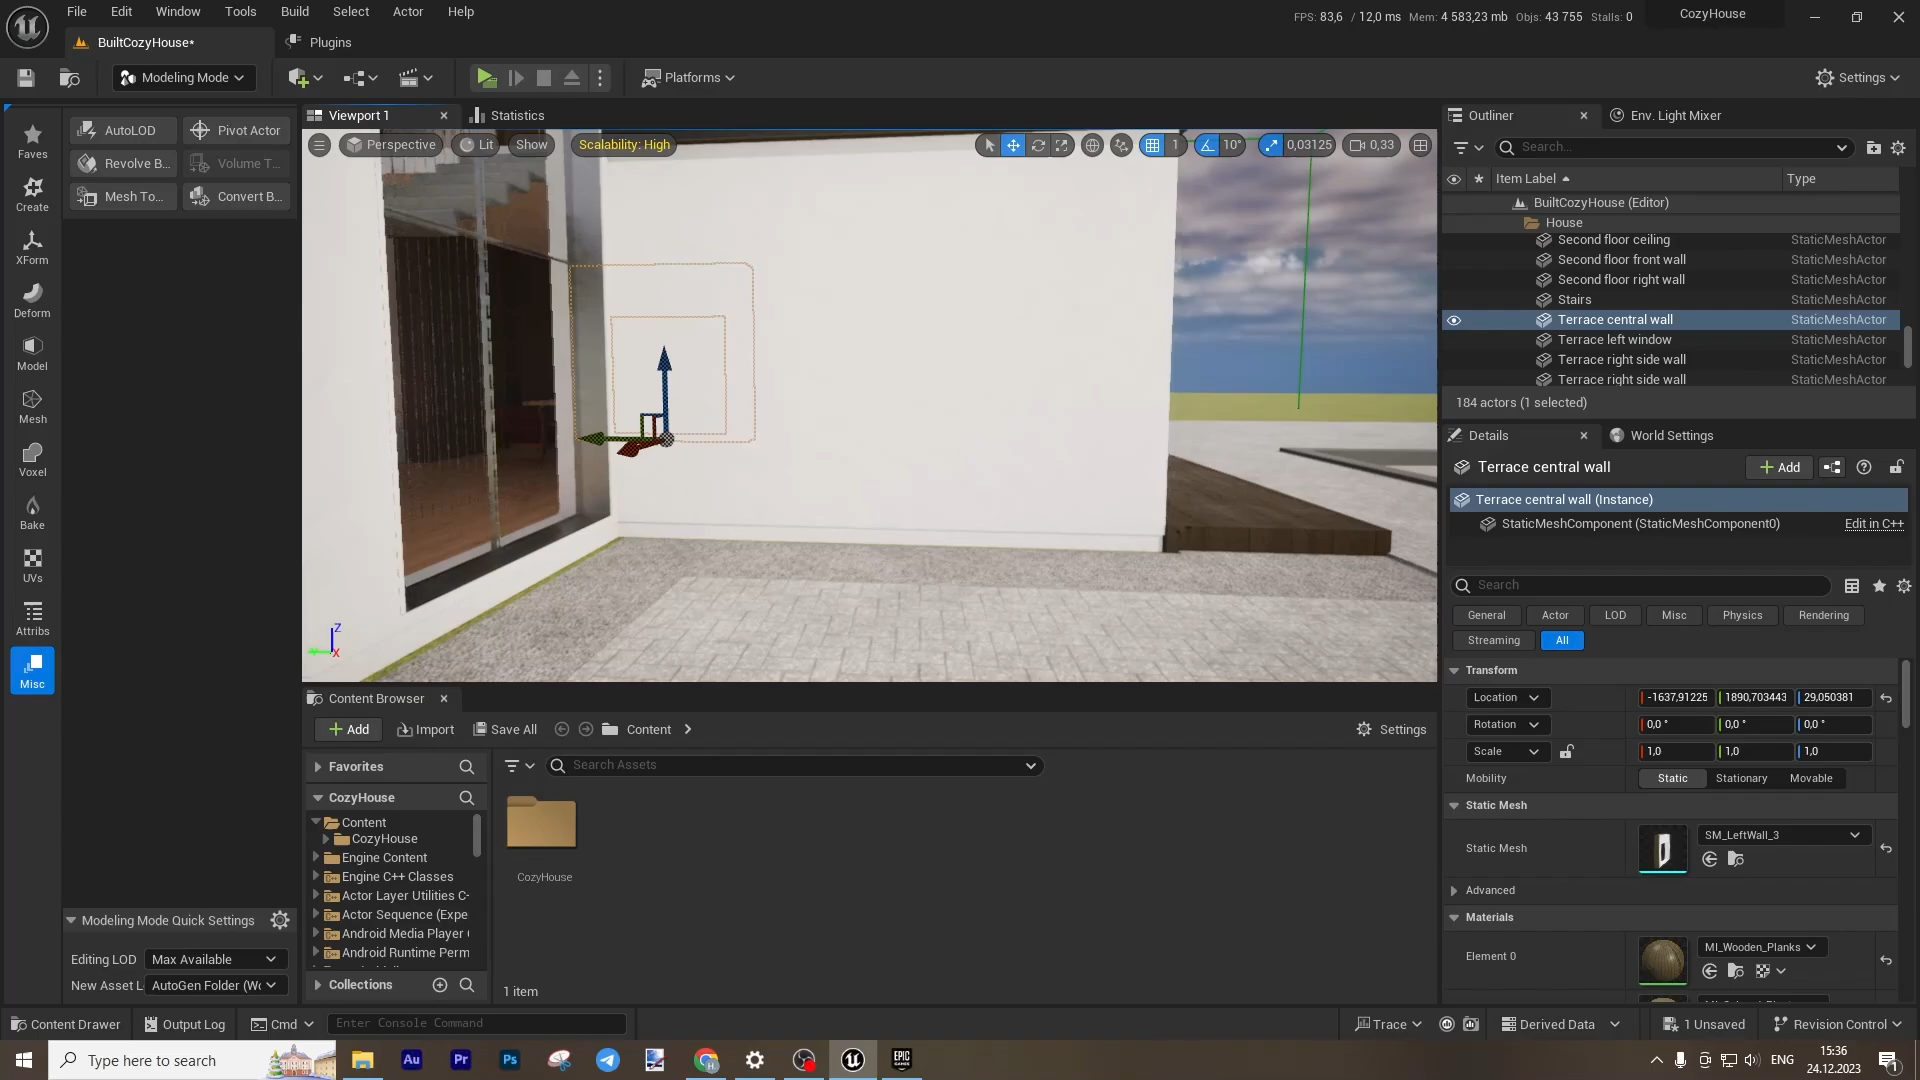 File Edit Window Tools Build Select Actor Help
FPS: 83,6 / 12,0 ms Mem: 4 583,23 mb Objs: 43 755 Stalls: 0
CozyHouse
BuiltCozyHouse*
Plugins
Modeling Mode
Platforms
Settings
Faves
Create
XForm
Deform
Model
Mesh
Voxel
Bake
UVs
Attribs
Misc
AutoLOD
Pivot Actor
Revolve B...
Volume T...
Mesh To...
Convert B...
Modeling Mode Quick Settings
Editing LOD Max Available
New Asset L AutoGen Folder (Wo
Viewport 1
Statistics
Perspective
Lit
Show
Scalability: High
1
10°
0,03125
0,33
Z
X
Content Browser
Add
Import
Save All
Content
Settings
Favorites
CozyHouse
Content
CozyHouse
Engine Content
Engine C++ Classes
Actor Layer Utilities C-
Actor Sequence (Expe
Android Media Player
Android Runtime Perm
Collections
Search Assets
CozyHouse
1 item
Outliner
Env. Light Mixer
Search...
Item Label
Type
BuiltCozyHouse (Editor)
House
Second floor ceiling StaticMeshActor
Second floor front wall StaticMeshActor
Second floor right wall StaticMeshActor
Stairs StaticMeshActor
Terrace central wall StaticMeshActor
Terrace left window StaticMeshActor
Terrace right side wall StaticMeshActor
Terrace right side wall StaticMeshActor
184 actors (1 selected)
Details
World Settings
Terrace central wall
Add
Terrace central wall (Instance)
StaticMeshComponent (StaticMeshComponent0)
Edit in C++
Search
General Actor LOD Misc Physics Rendering
Streaming All
Transform
Location -1637,91225 1890,703443 29,050381
Rotation 0,0 ° 0,0 ° 0,0 °
Scale 1,0 1,0 1,0
Mobility Static Stationary Movable
Static Mesh
Static Mesh SM_LeftWall_3
Advanced
Materials
Element 0 MI_Wooden_Planks
Content Drawer
Output Log
Cmd
Enter Console Command
Trace
Derived Data
1 Unsaved
Revision Control
Type here to search
Au
Pr
Ps
EPIC
GAMES
ENG
15:36
24.12.2023
1